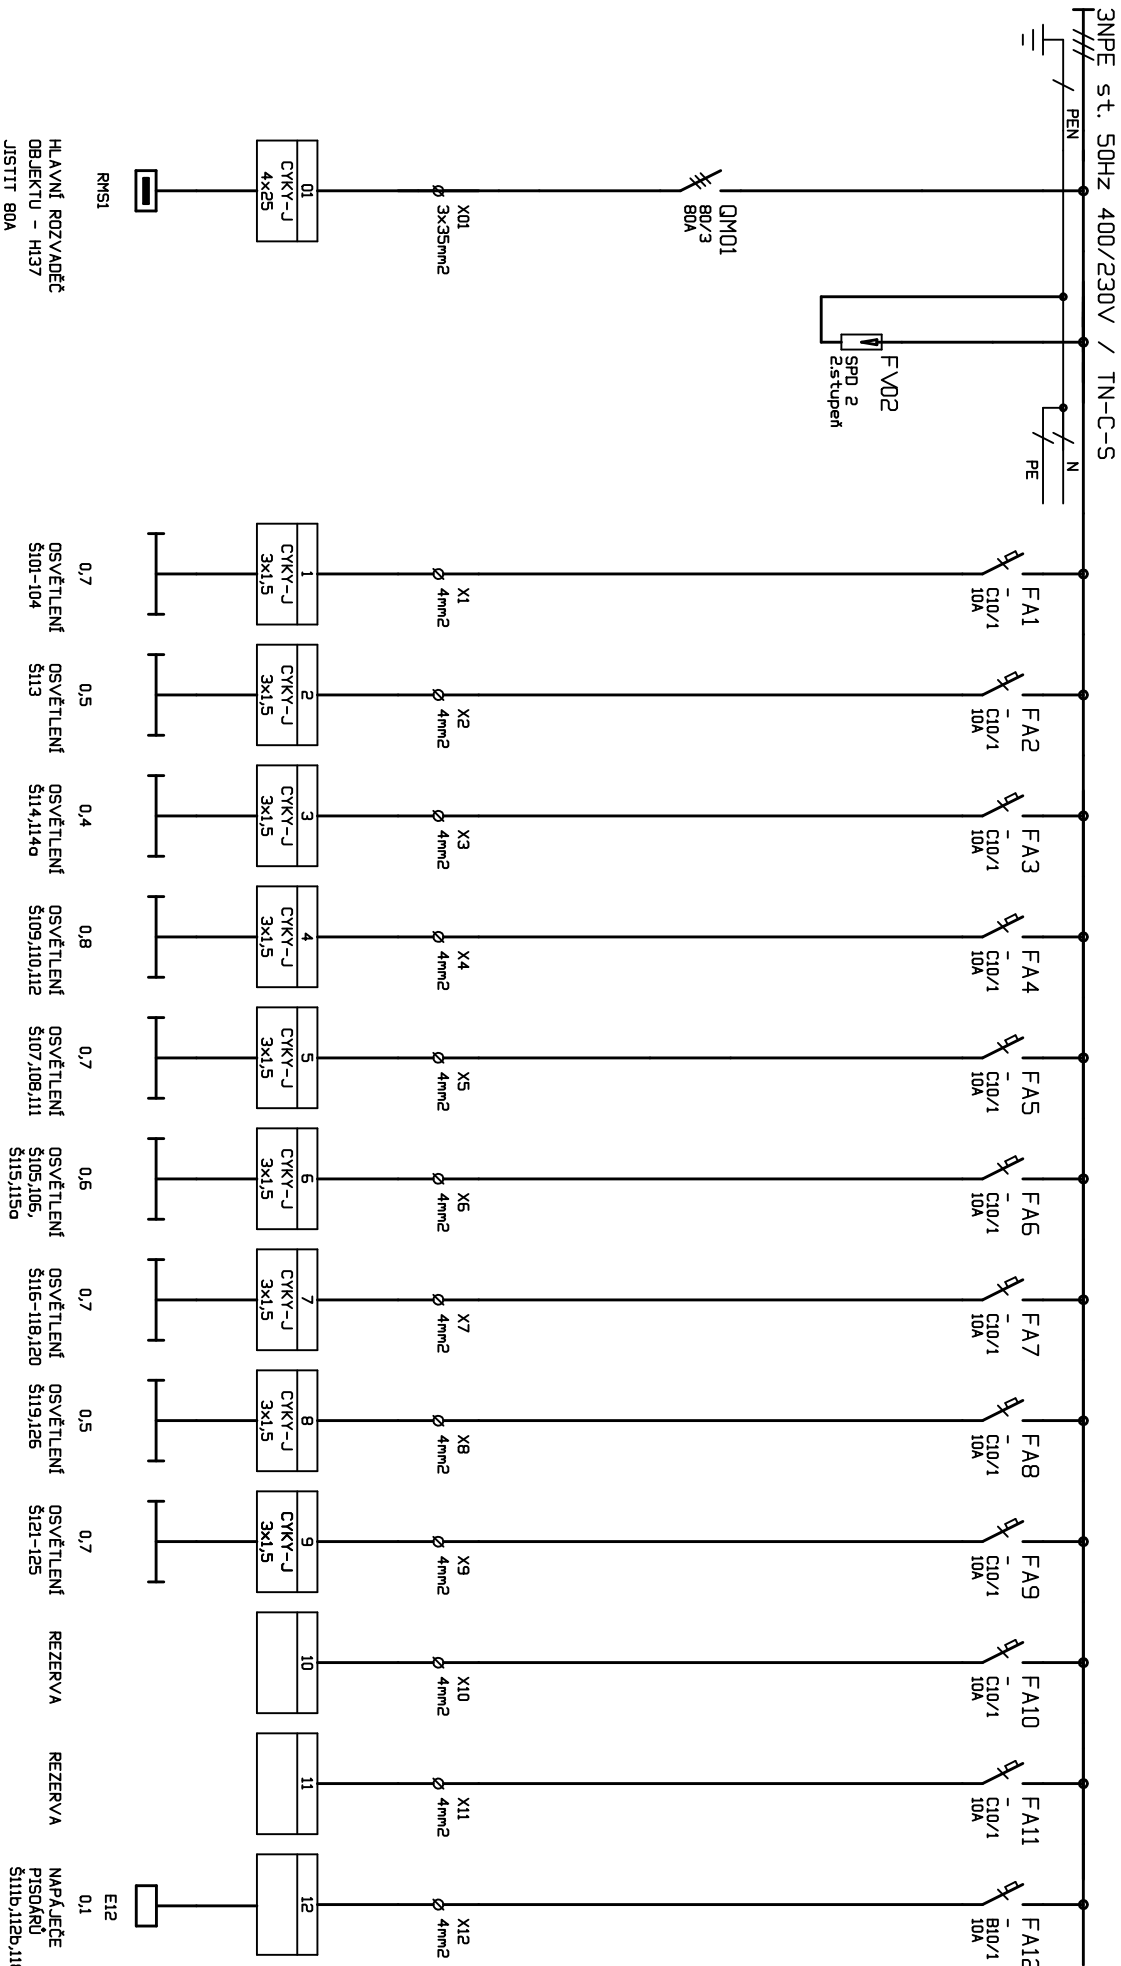 3NPE st. 50Hz 400/230V / TN-C-S
PEN
N
PE
QM01
80/3
80A
X01
3x35mm2
01
CYKY-J
4x25
RMS1
HLAVNÍ ROZVADĚČ
OBJEKTU - H137
JISTIT 80A
FV02
SPD 2
2.stupeň
FA1
-
C10/1
10A
X1
4mm2
1
CYKY-J
3x1,5
0,7
OSVĚTLENÍ
Š101-104
FA2
-
C10/1
10A
X2
4mm2
2
CYKY-J
3x1,5
0,5
OSVĚTLENÍ
Š113
FA3
-
C10/1
10A
X3
4mm2
3
CYKY-J
3x1,5
0,4
OSVĚTLENÍ
Š114,114a
FA4
-
C10/1
10A
X4
4mm2
4
CYKY-J
3x1,5
0,8
OSVĚTLENÍ
Š109,110,112
FA5
-
C10/1
10A
X5
4mm2
5
CYKY-J
3x1,5
0,7
OSVĚTLENÍ
Š107,108,111
FA6
-
C10/1
10A
X6
4mm2
6
CYKY-J
3x1,5
0,6
OSVĚTLENÍ
Š105,106,
Š115,115a
FA7
-
C10/1
10A
X7
4mm2
7
CYKY-J
3x1,5
0,7
OSVĚTLENÍ
Š116-118,120
FA8
-
C10/1
10A
X8
4mm2
8
CYKY-J
3x1,5
0,5
OSVĚTLENÍ
Š119,126
FA9
-
C10/1
10A
X9
4mm2
9
CYKY-J
3x1,5
0,7
OSVĚTLENÍ
Š121-125
FA10
-
C10/1
10A
X10
4mm2
10
REZERVA
FA11
-
C10/1
10A
X11
4mm2
11
REZERVA
FA12
-
B10/1
10A
X12
4mm2
12
E12
0,1
NAPÁJEČE
PISOÁRŮ
Š111b,112b,